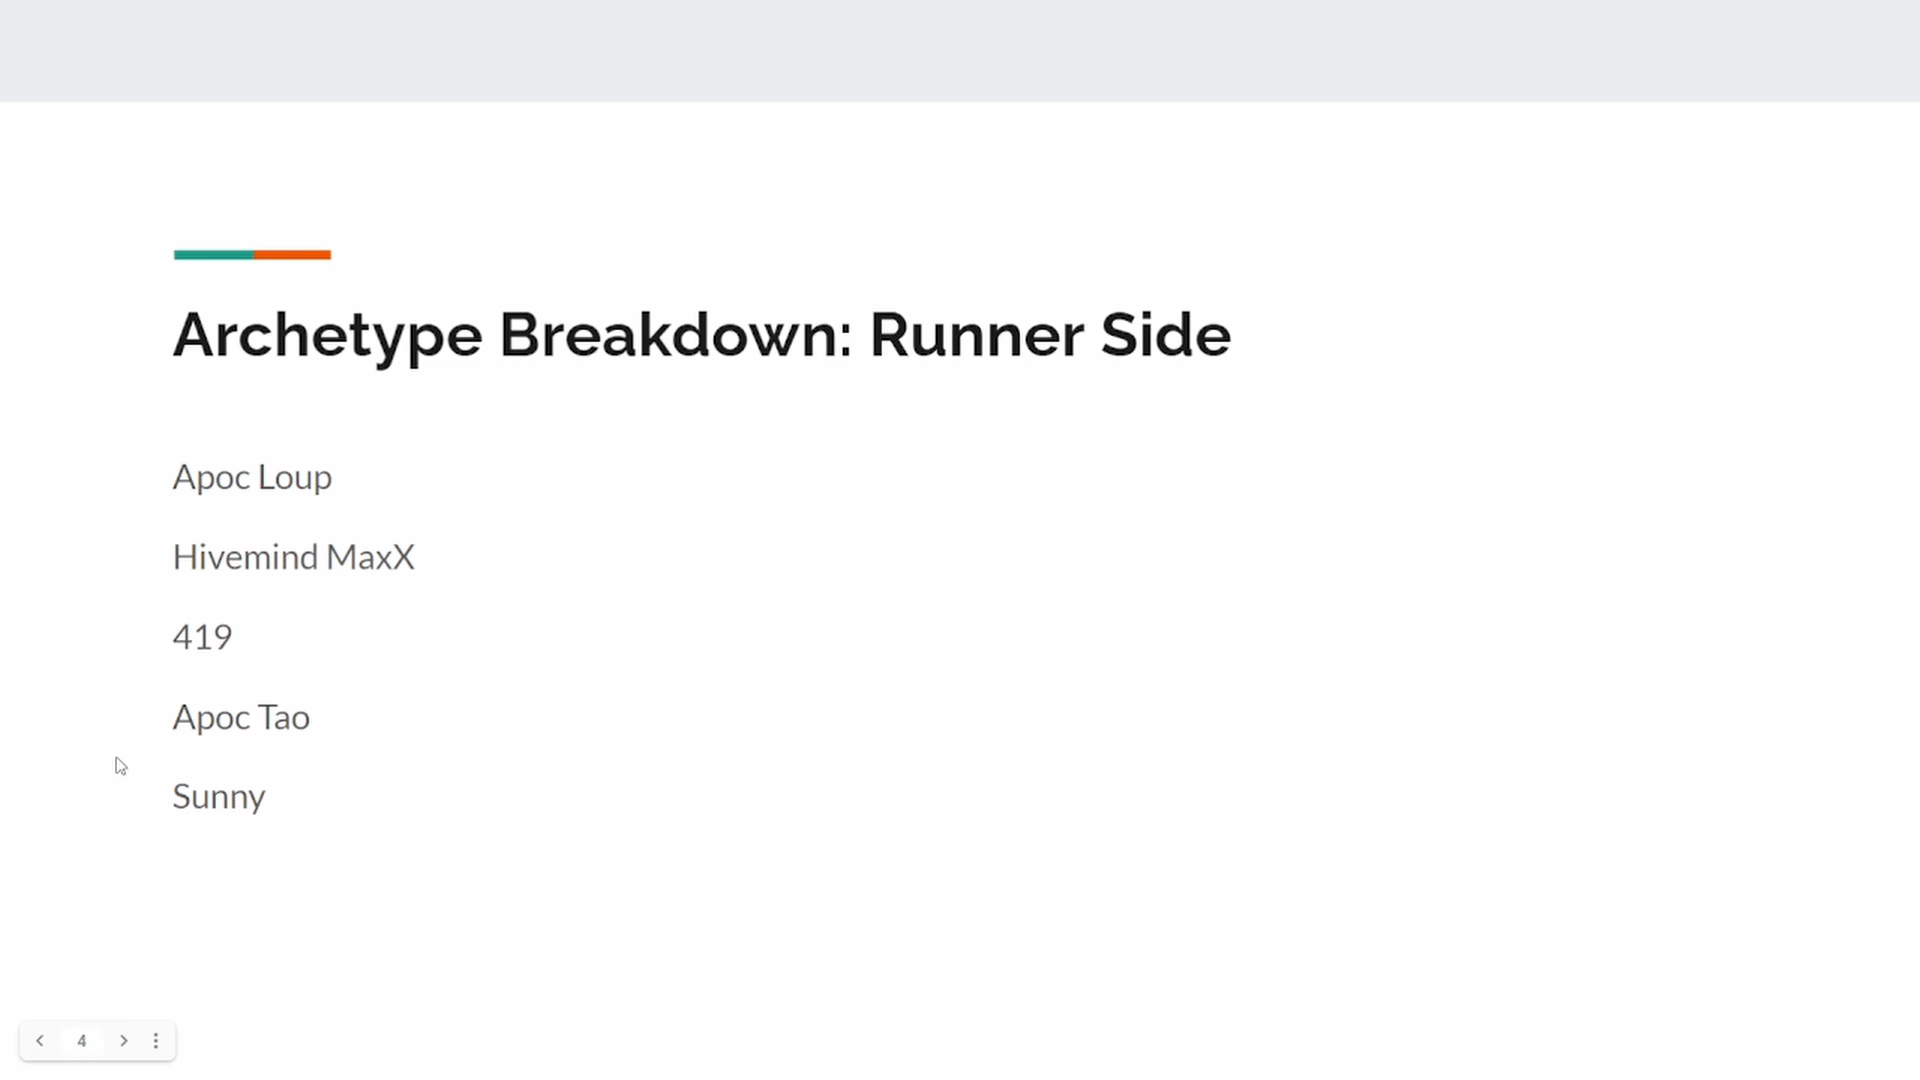 Archetype Breakdown: Runner Side
Apoc Loup
Hivemind MaxX
419
Apoc Tao
Sunny
4